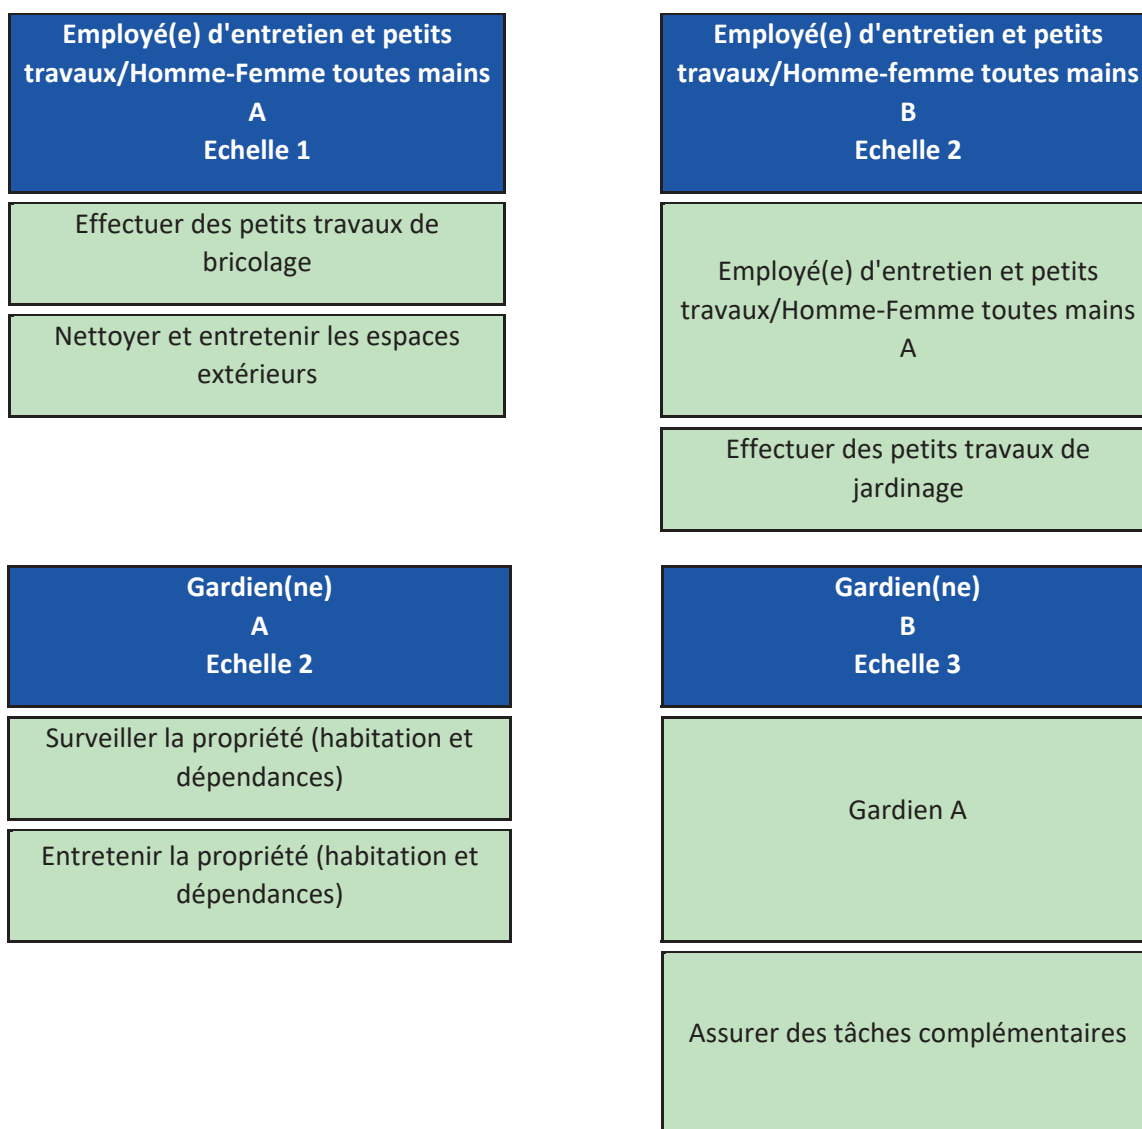 Employé(e) d'entretien et petits
travaux/Homme-Femme toutes mains
A
Echelle 1
Effectuer des petits travaux de
bricolage
Nettoyer et entretenir les espaces
extérieurs
Employé(e) d'entretien et petits
travaux/Homme-femme toutes mains
B
Echelle 2
Employé(e) d'entretien et petits
travaux/Homme-Femme toutes mains
A
Effectuer des petits travaux de
jardinage
Gardien(ne)
A
Echelle 2
Surveiller la propriété (habitation et
dépendances)
Entretenir la propriété (habitation et
dépendances)
Gardien(ne)
B
Echelle 3
Gardien A
Assurer des tâches complémentaires